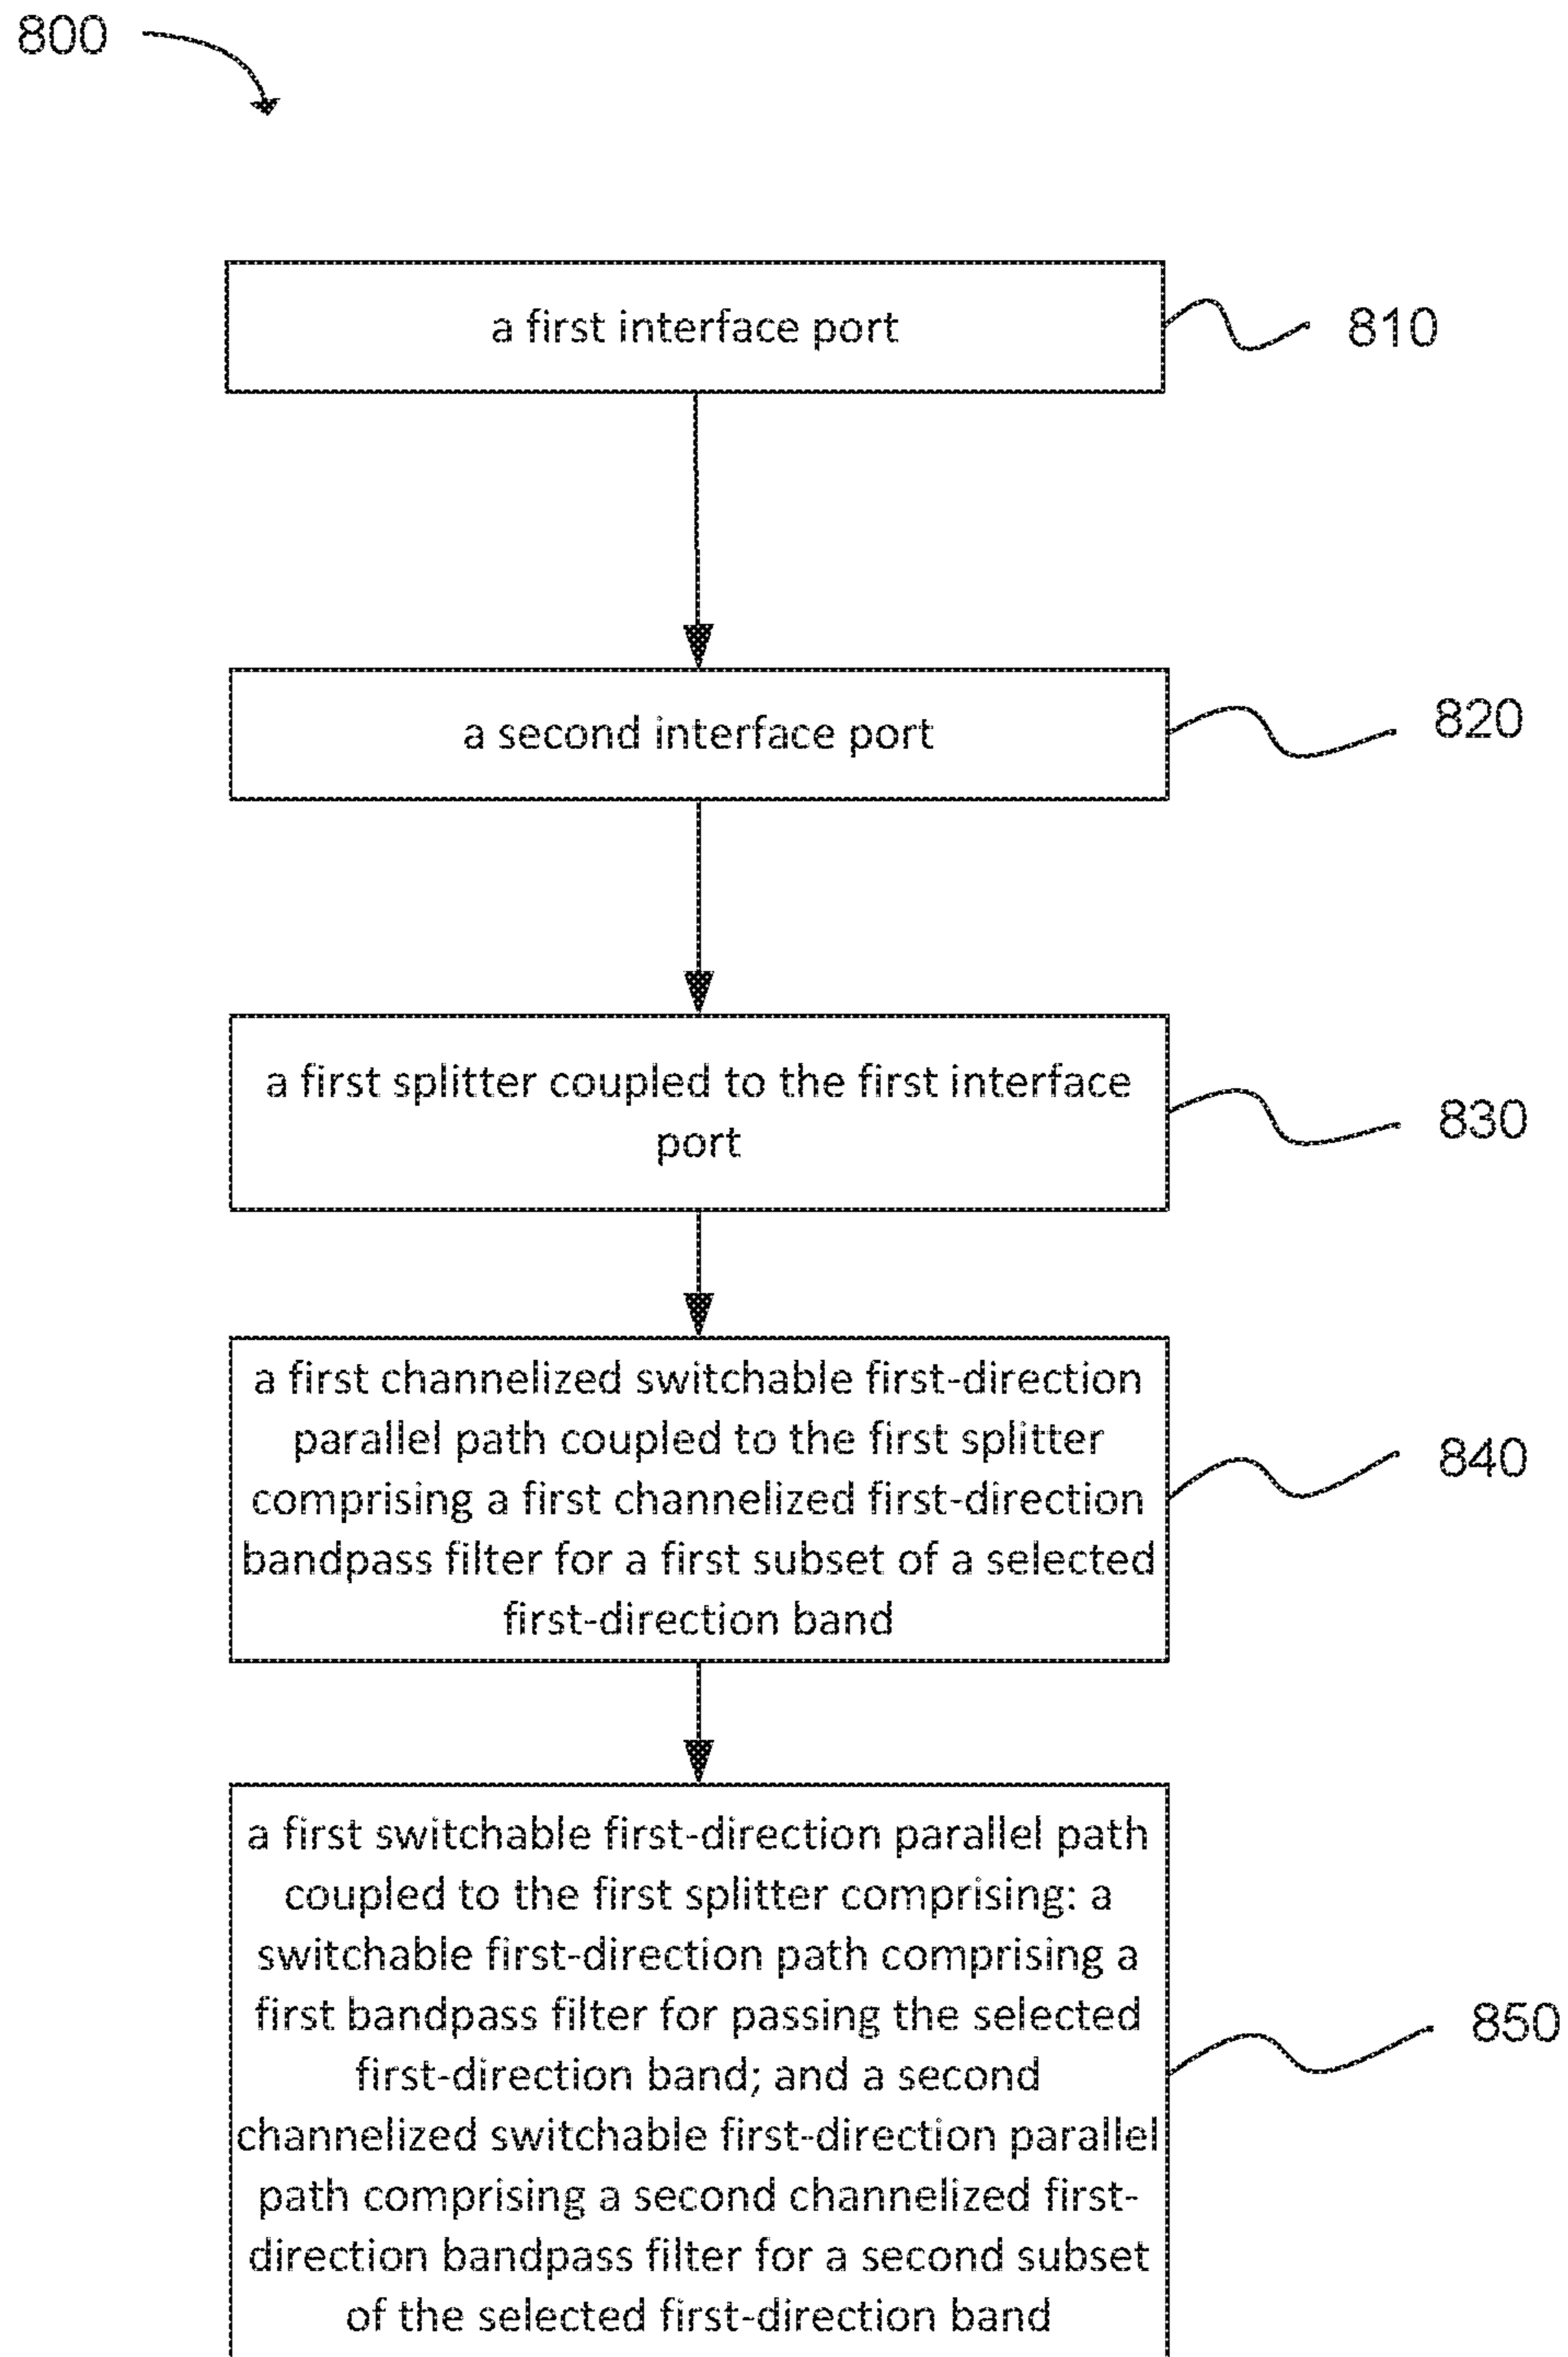 800
a first interface port
810
a second interface port
820
a first splitter coupled to the first interface
port
830
a first channelized switchable first-direction
parallel path coupled to the first splitter
comprising a first channelized first-direction
bandpass filter for a first subset of a selected
first-direction band
840
a first switchable first-direction parallel path
coupled to the first splitter comprising: a
switchable first-direction path comprising a
first bandpass filter for passing the selected
first-direction band; and a second
channelized switchable first-direction parallel
path comprising a second channelized first-
direction bandpass filter for a second subset
of the selected first-direction band
850